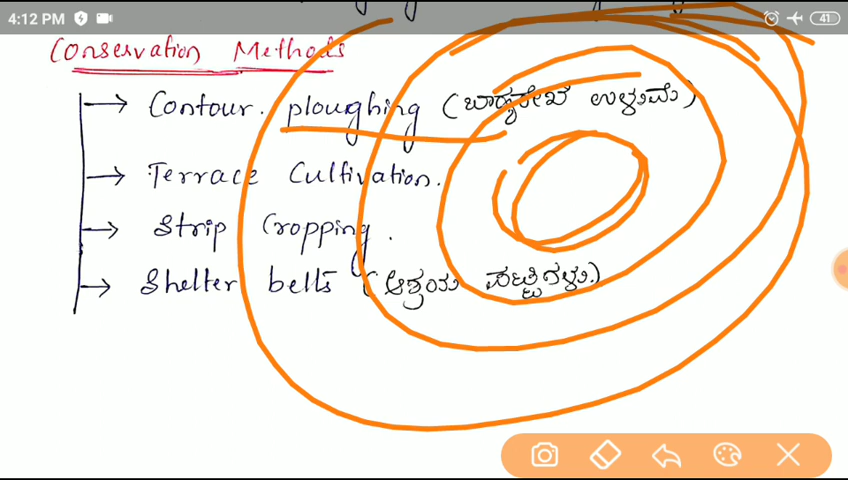 4:12 PM 41
Conservation Methods
→ Contour. ploughing (ಬಾಹ್ಯರೇಖೆ ಉಳುಮೆ)
→ Terrace Cultivation.
→ Strip Cropping.
→ Shelter belts (ಆಶ್ರಯ ಪಟ್ಟಿಗಳು.)